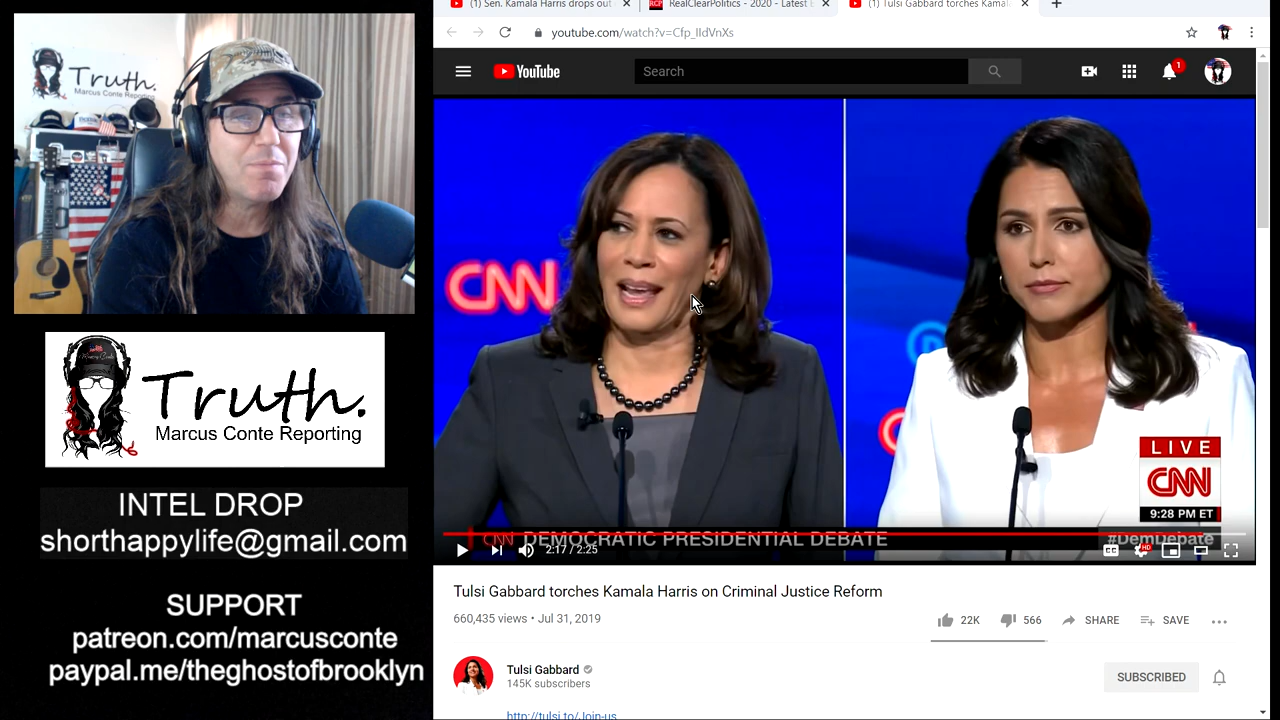 (1) Sen. Kamala Harris drops out
RealClearPolitics - 2020 - Latest
(1) Tulsi Gabbard torches Kamal
youtube.com/watch?v=Cfp_IIdVnXs
YouTube
Search
1
Truth.
Marcus Conte Reporting
CNN
LIVE
CNN
9:28 PM ET
CNN DEMOCRATIC PRESIDENTIAL DEBATE
#DemDebate
2:17 / 2:25
HD
Truth.
Marcus Conte Reporting
INTEL DROP
shorthappylife@gmail.com
SUPPORT
patreon.com/marcusconte
paypal.me/theghostofbrooklyn
Tulsi Gabbard torches Kamala Harris on Criminal Justice Reform
660,435 views • Jul 31, 2019
22K
566
SHARE
SAVE
Tulsi Gabbard
145K subscribers
SUBSCRIBED
http://tulsi.to/Join-us